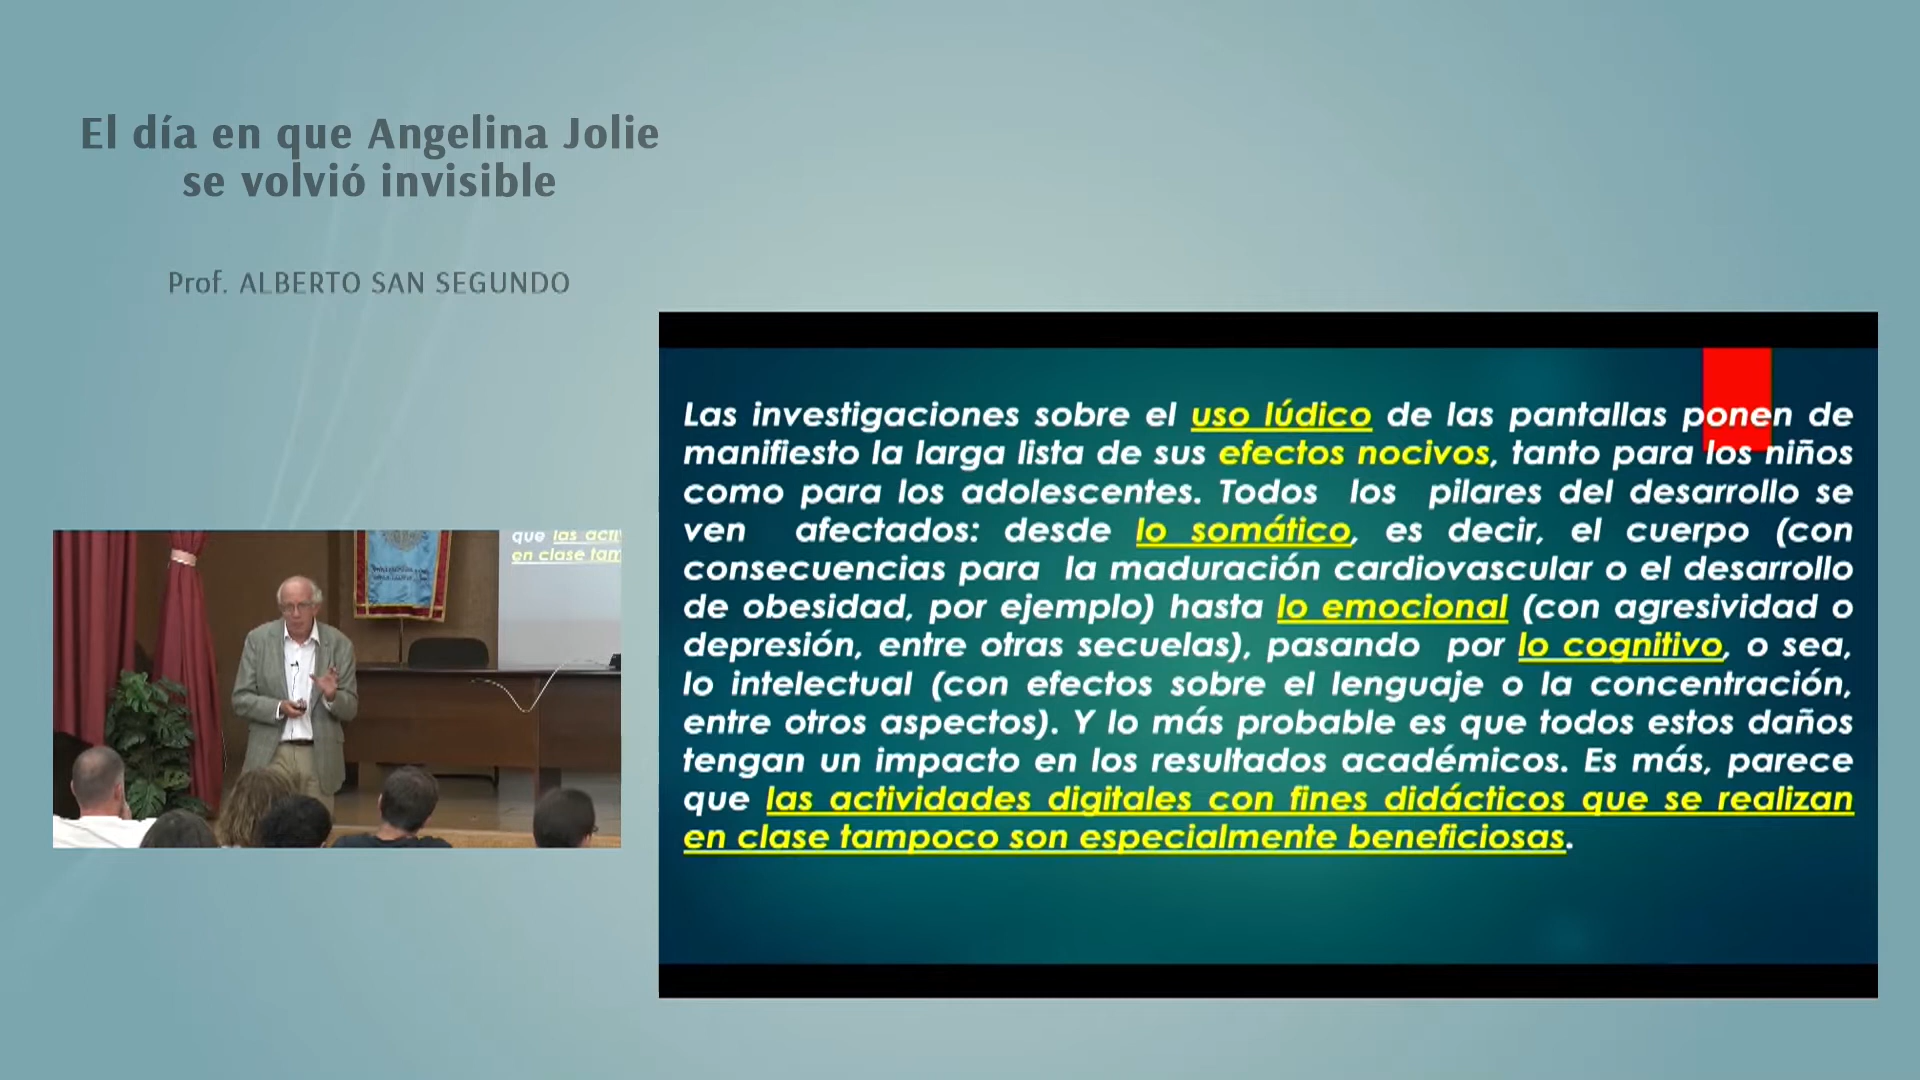 El día en que Angelina Jolie
se volvió invisible
Prof. ALBERTO SAN SEGUNDO
Las investigaciones sobre el uso lúdico de las pantallas ponen de
manifiesto la larga lista de sus efectos nocivos, tanto para los niños
como para los adolescentes. Todos los pilares del desarrollo se
ven afectados: desde lo somático, es decir, el cuerpo (con
consecuencias para la maduración cardiovascular o el desarrollo
de obesidad, por ejemplo) hasta lo emocional (con agresividad o
depresión, entre otras secuelas), pasando por lo cognitivo, o sea,
lo intelectual (con efectos sobre el lenguaje o la concentración,
entre otros aspectos). Y lo más probable es que todos estos daños
tengan un impacto en los resultados académicos. Es más, parece
que las actividades digitales con fines didácticos que se realizan
en clase tampoco son especialmente beneficiosas.
que las acti
en clase tam